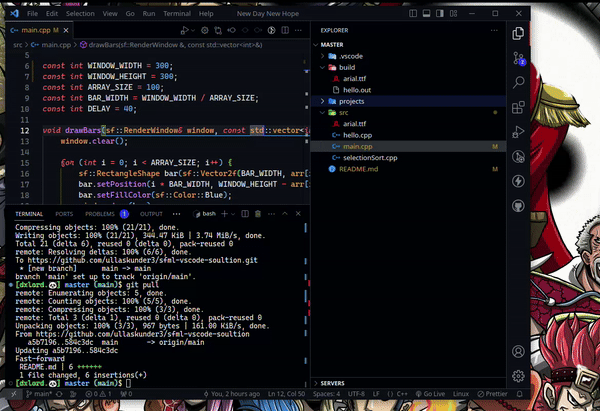 File Edit Selection View Go Run Terminal Help New Day New Hope
main.cpp M
src > main.cpp > drawBars(sf::RenderWindow &, const std::vector<int>&)
5
6 const int WINDOW_WIDTH = 300;
7 const int WINDOW_HEIGHT = 300;
8 const int ARRAY_SIZE = 100;
9 const int BAR_WIDTH = WINDOW_WIDTH / ARRAY_SIZE;
10 const int DELAY = 40;
11
12 void drawBars(sf::RenderWindow& window, const std::vector<
13 window.clear();
14
15 for (int i = 0; i < ARRAY_SIZE; i++) {
16 sf::RectangleShape bar(sf::Vector2f(BAR_WIDTH, arr[
17 bar.setPosition(i * BAR_WIDTH, WINDOW_HEIGHT - arr[
18 bar.setFillColor(sf::Color::Blue);
TERMINAL PORTS PROBLEMS 1 OUTPUT ... bash
Compressing objects: 100% (21/21), done.
Writing objects: 100% (21/21), 344.47 KiB | 3.74 MiB/s, done.
Total 21 (delta 6), reused 0 (delta 0), pack-reused 0
remote: Resolving deltas: 100% (6/6), done.
To https://github.com/ullaskunder3/sfml-vscode-soultion.git
* [new branch] main -> main
branch 'main' set up to track 'origin/main'.
[dxlord.🐼] master (main)$ git pull
remote: Enumerating objects: 5, done.
remote: Counting objects: 100% (5/5), done.
remote: Compressing objects: 100% (3/3), done.
remote: Total 3 (delta 1), reused 0 (delta 0), pack-reused 0
Unpacking objects: 100% (3/3), 967 bytes | 161.00 KiB/s, done.
From https://github.com/ullaskunder3/sfml-vscode-soultion
a5b7196..584c3dc main -> origin/main
Updating a5b7196..584c3dc
Fast-forward
README.md | 6 ++++++
1 file changed, 6 insertions(+)
[dxlord.🐼] master (main)$
EXPLORER
MASTER
.vscode
build
arial.ttf
hello.out
projects
src
arial.ttf
hello.cpp
main.cpp M
selectionSort.cpp
README.md M
SERVERS
2
main* 0 1 0 You, 2 hours ago Ln 12, Col 50 Spaces: 4 UTF-8 LF {} C++ Go Live Linux Prettier